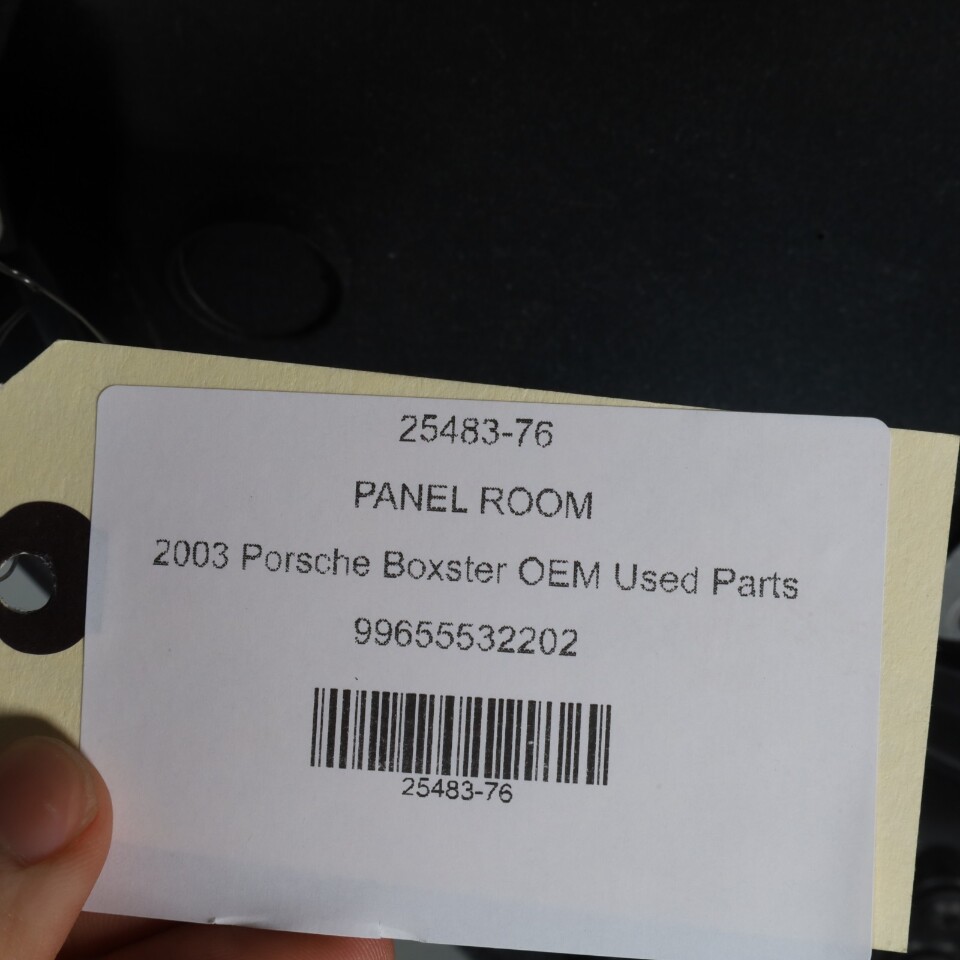 25483-76
PANEL ROOM
2003 Porsche Boxster OEM Used Parts
99655532202
25483-76